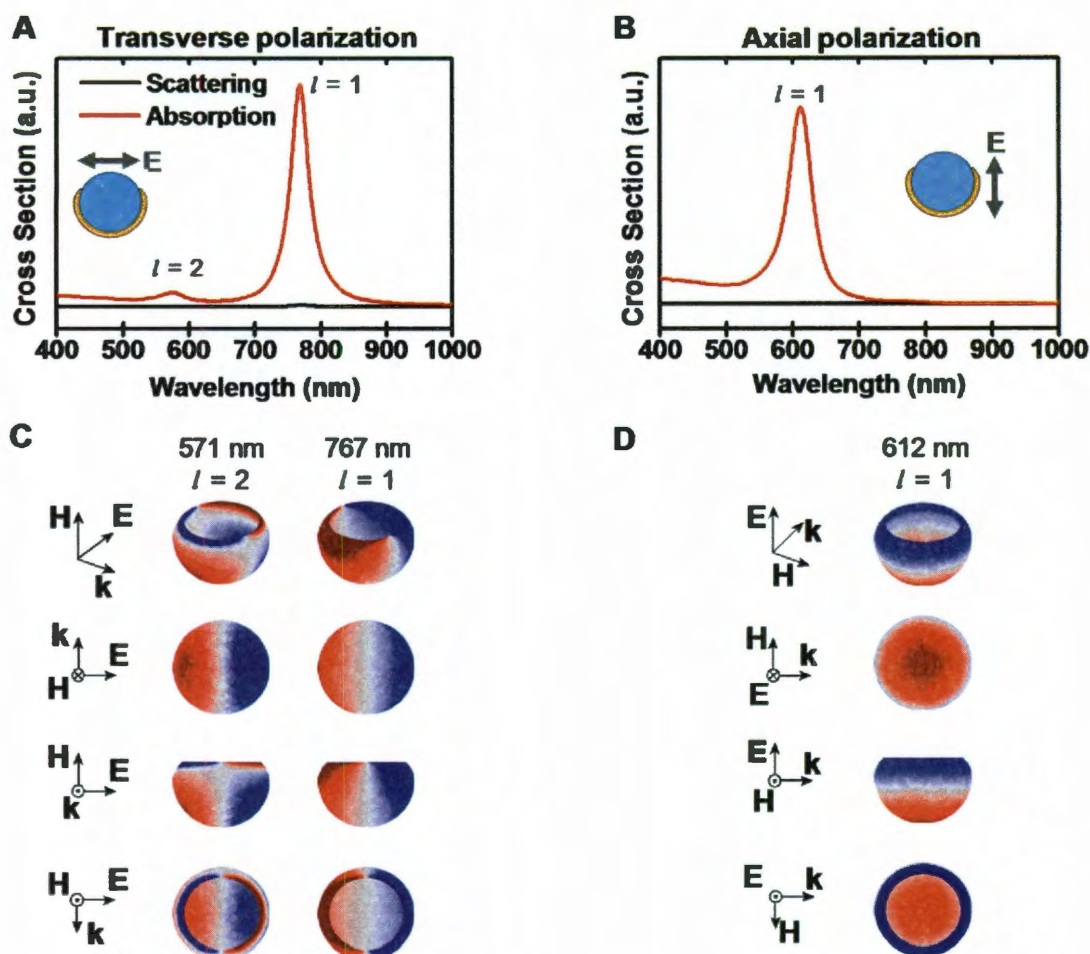 A
Transverse polarization
Cross Section (a.u.)
Scattering
Absorption
l = 1
E
l = 2
400 500 600 700 800 900 1000
Wavelength (nm)
B
Axial polarization
Cross Section (a.u.)
l = 1
E
400 500 600 700 800 900 1000
Wavelength (nm)
C
571 nm 767 nm
l = 2 l = 1
H E
k
k
E
H
H
E
k
H E
k
D
612 nm
l = 1
E
k
H
H
k
E
E
k
H
E k
H